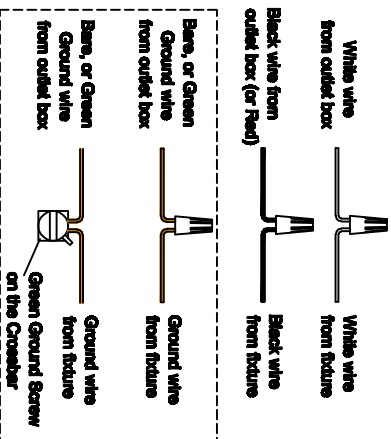 White wire
from outlet box
White wire
from fixture
Black wire from
outlet box (or Red)
Black wire
from fixture
Bare, or Green
Ground wire
from outlet box
Ground wire
from fixture
Bare, or Green
Ground wire
from outlet box
Ground wire
from fixture
Green Ground Screw
on the Crossbar